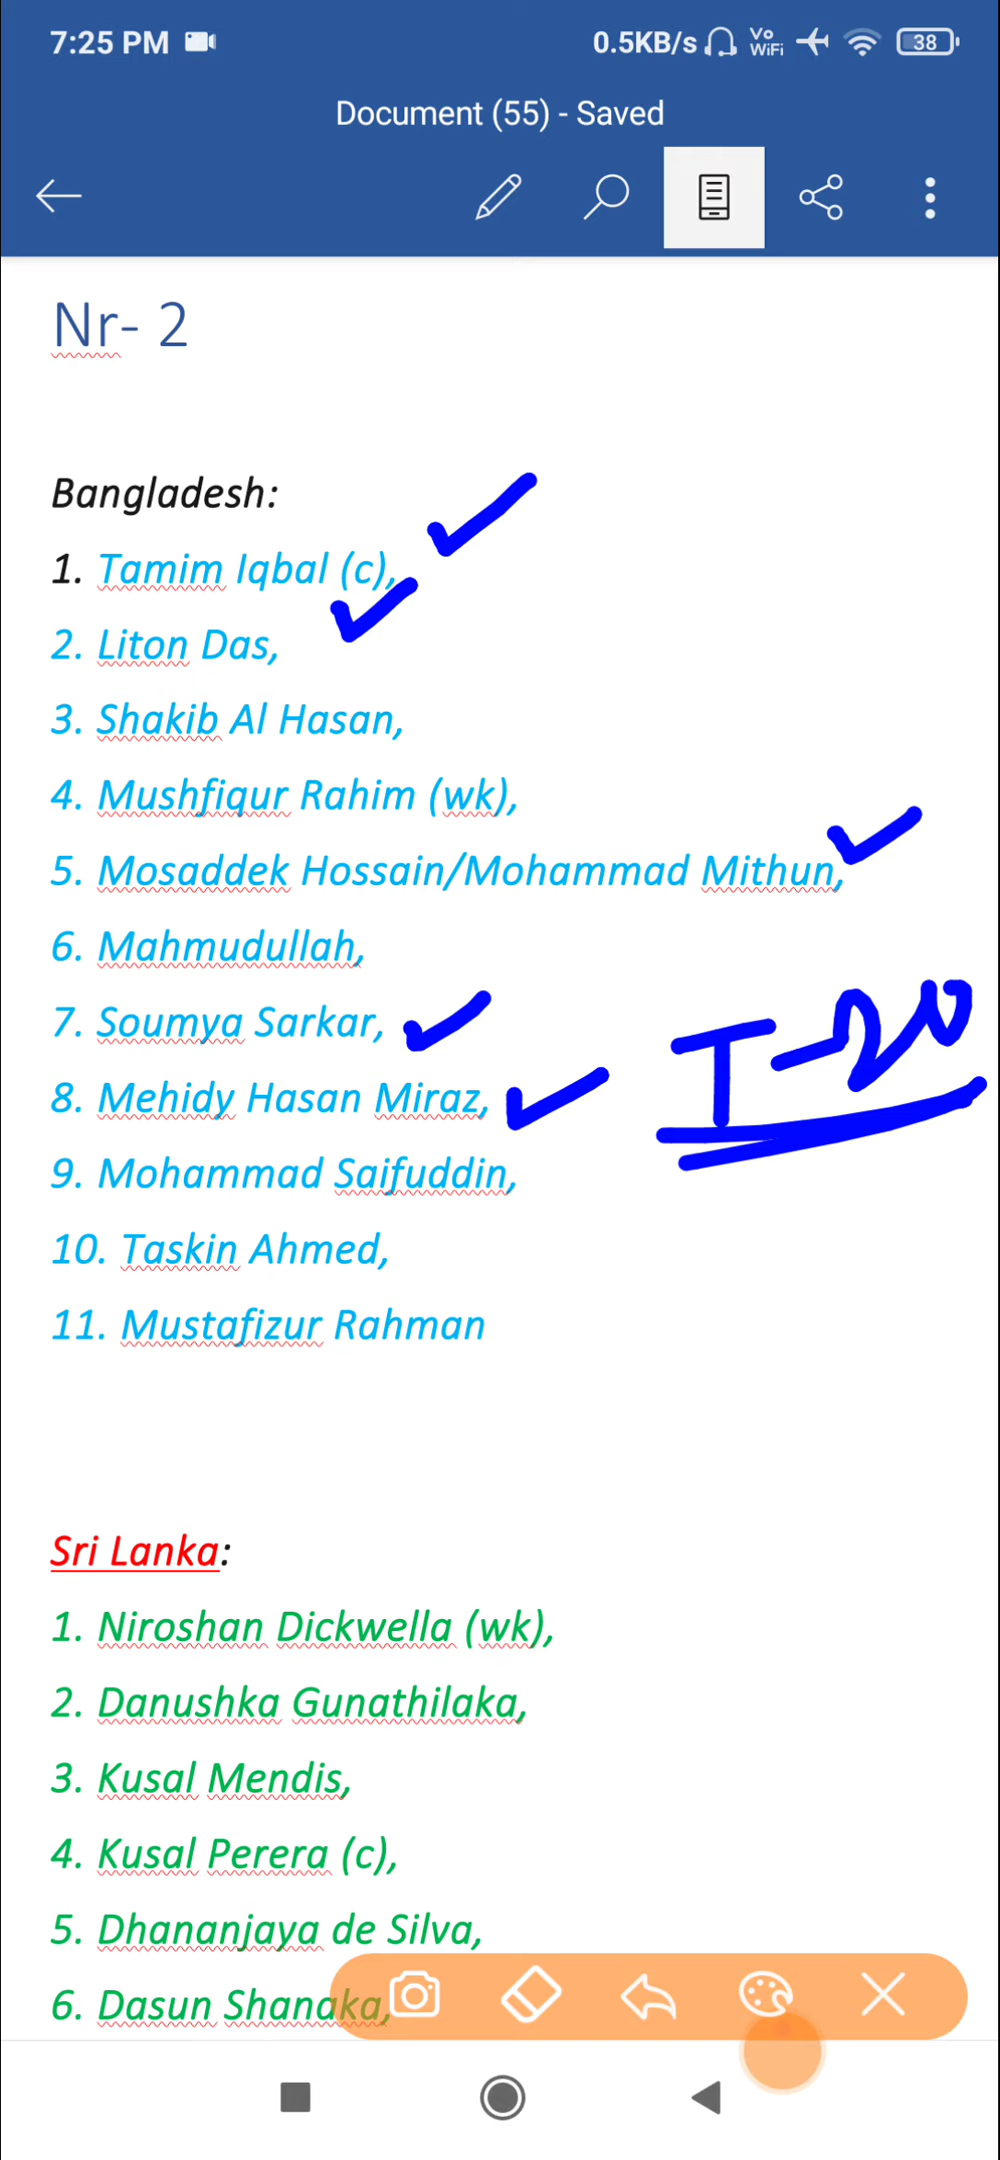 7:25 PM 0.5KB/s Vo WiFi 38
Document (55) - Saved
Nr- 2
Bangladesh:
1. Tamim Iqbal (c),
2. Liton Das,
3. Shakib Al Hasan,
4. Mushfiqur Rahim (wk),
5. Mosaddek Hossain/Mohammad Mithun,
6. Mahmudullah,
7. Soumya Sarkar,
T-20
8. Mehidy Hasan Miraz,
9. Mohammad Saifuddin,
10. Taskin Ahmed,
11. Mustafizur Rahman
Sri Lanka:
1. Niroshan Dickwella (wk),
2. Danushka Gunathilaka,
3. Kusal Mendis,
4. Kusal Perera (c),
5. Dhananjaya de Silva,
6. Dasun Shanaka,